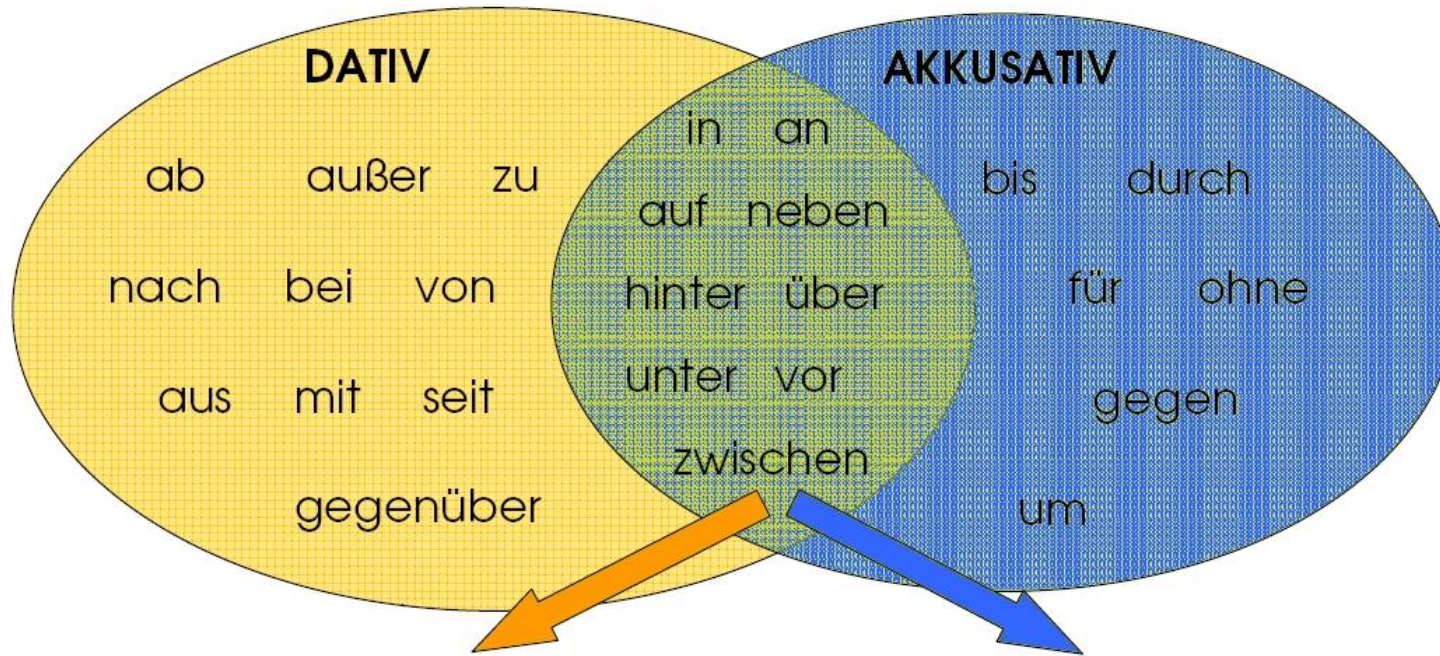 DATIV
AKKUSATIV
ab außer zu
nach bei von
aus mit seit
gegenüber
in an
auf neben
hinter über
unter vor
zwischen
bis durch
für ohne
gegen
um